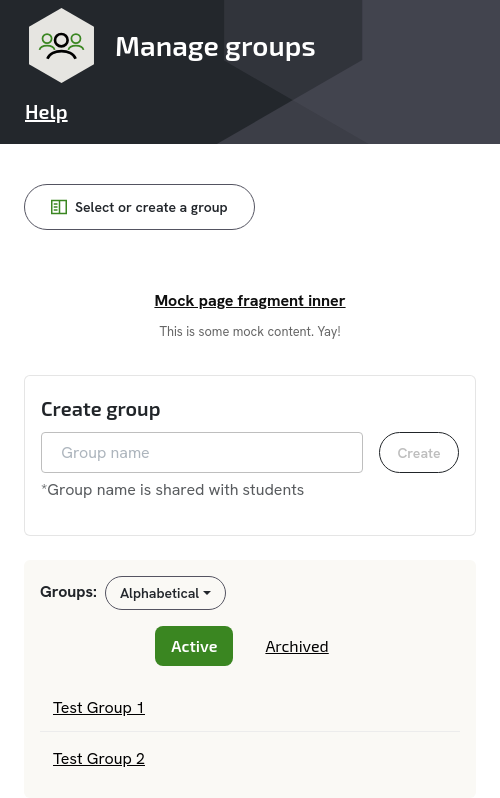 Manage groups
Help
Select or create a group
Mock page fragment inner
This is some mock content. Yay!
Create group
Group name
Create
*Group name is shared with students
Groups:
Alphabetical
Active
Archived
Test Group 1
Test Group 2